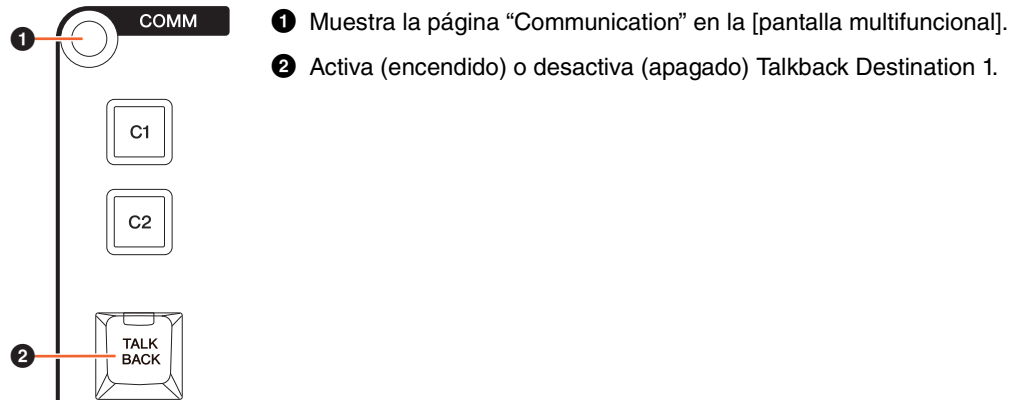 COMM
❶ Muestra la página “Communication” en la [pantalla multifuncional].
❶
❷ Activa (encendido) o desactiva (apagado) Talkback Destination 1.
C1
C2
❷
TALK
BACK